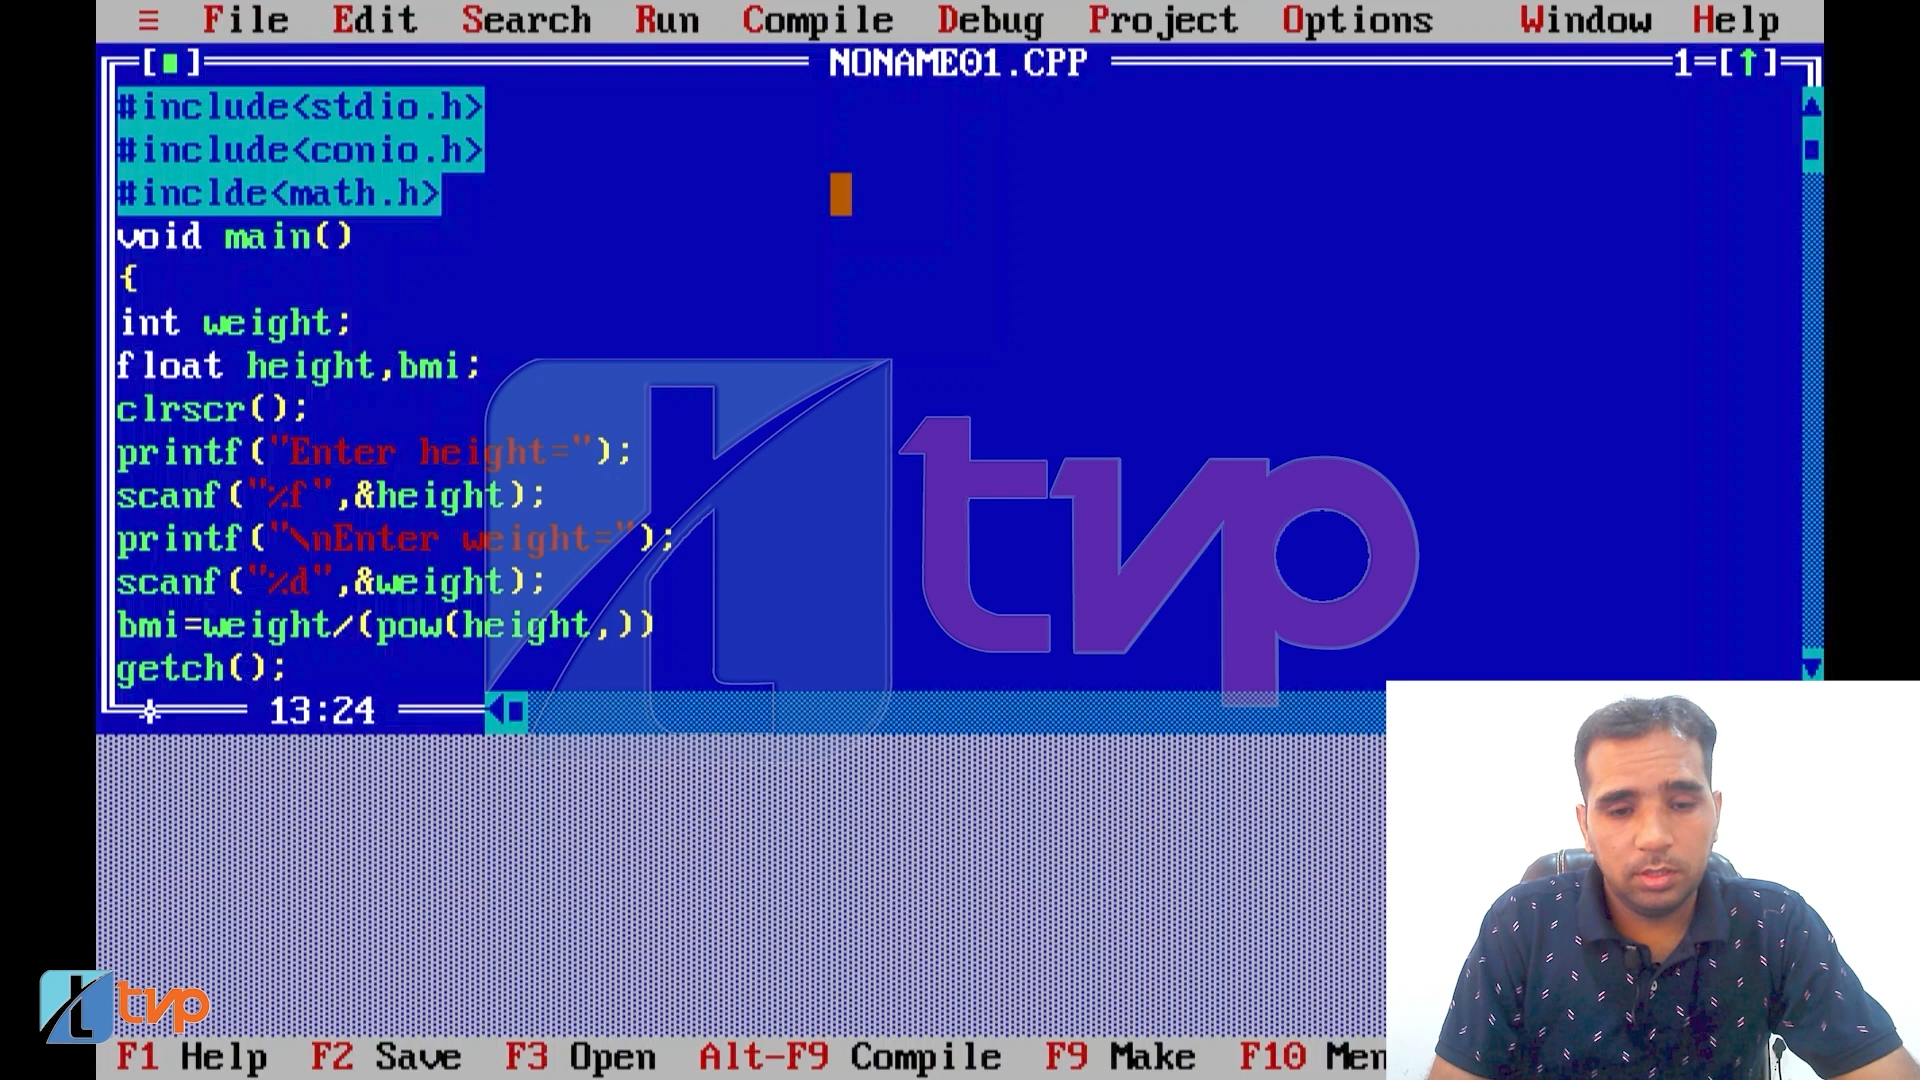 ≡ File Edit Search Run Compile Debug Project Options Window Help
[■] NONAME01.CPP 1=[↑]
#include<stdio.h>
#include<conio.h>
#inclde<math.h>
void main()
{
int weight;
float height,bmi;
clrscr();
printf("Enter height=");
scanf("%f",&height);
printf("\nEnter weight=");
scanf("%d",&weight);
bmi=weight/(pow(height,))
getch();
13:24
tvp
tvp
F1 Help F2 Save F3 Open Alt-F9 Compile F9 Make F10 Men